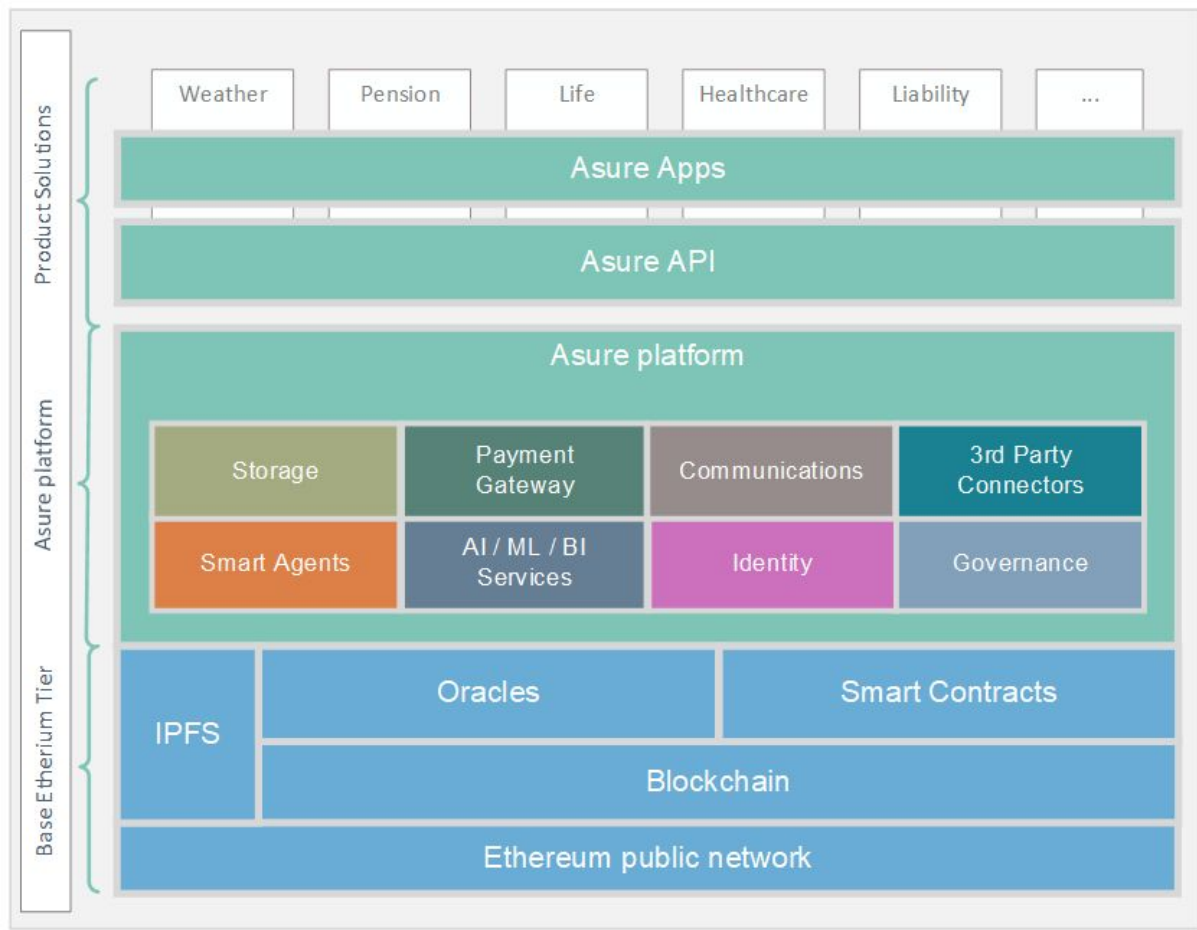 Product Solutions
Weather
Pension
Life
Healthcare
Liability
...
Asure Apps
Asure API
Asure platform
Asure platform
Storage
Payment
Gateway
Communications
3rd Party
Connectors
Smart Agents
AI / ML / BI
Services
Identity
Governance
Base Etherium Tier
IPFS
Oracles
Smart Contracts
Blockchain
Ethereum public network